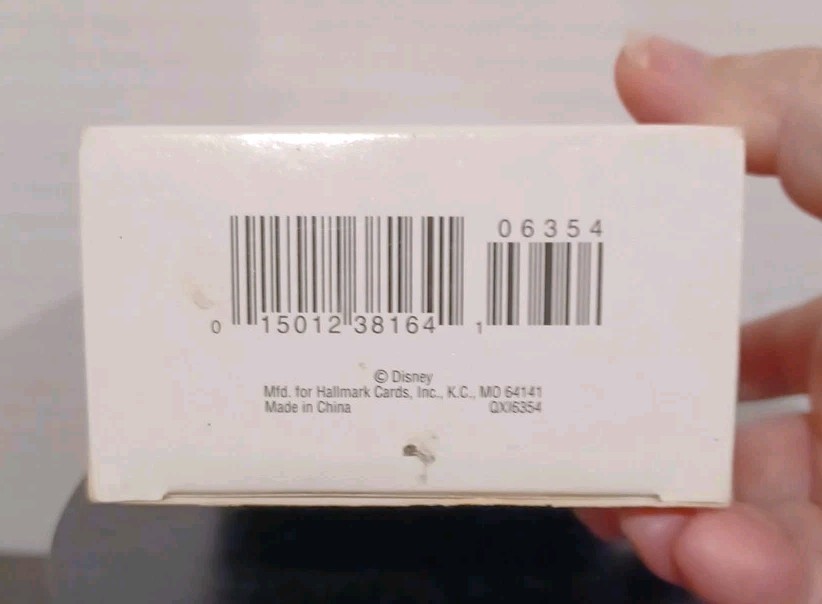 06354
0 15012 38164 1
© Disney
Mfd. for Hallmark Cards, Inc., K.C., MO 64141
Made in China QXI6354